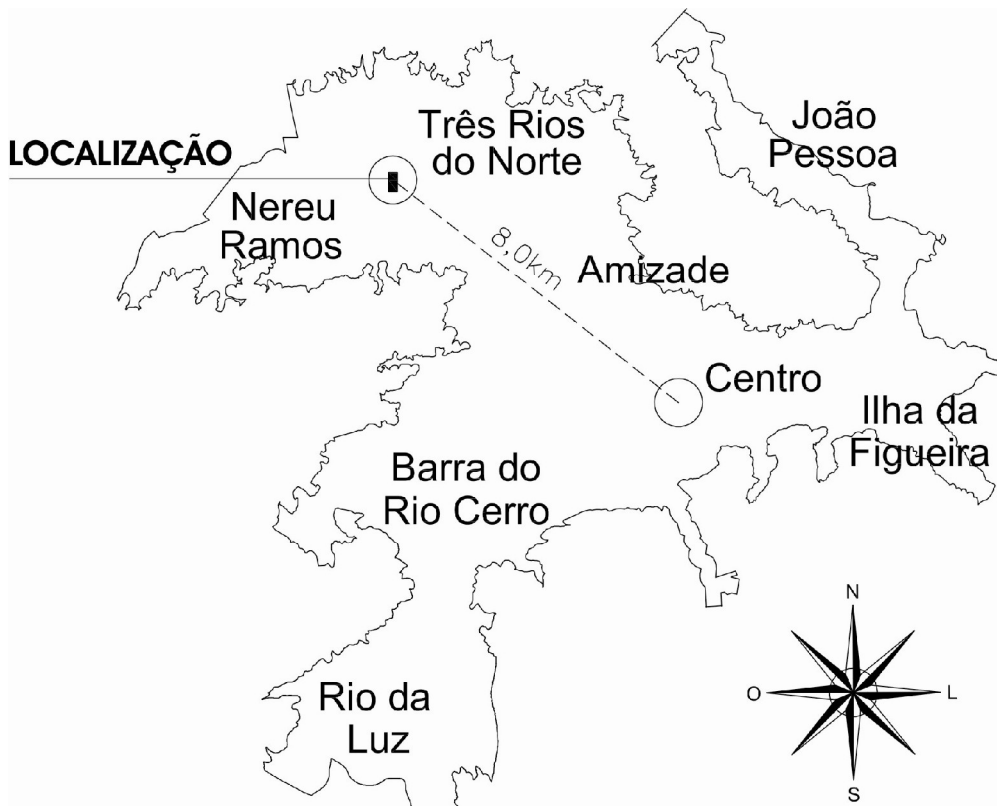 João
Pessoa
Três Rios
do Norte
LOCALIZAÇÃO
Nereu
Ramos
8,0km
Amizade
Centro
Ilha da
Figueira
Barra do
Rio Cerro
Rio da
Luz
N
O
L
S